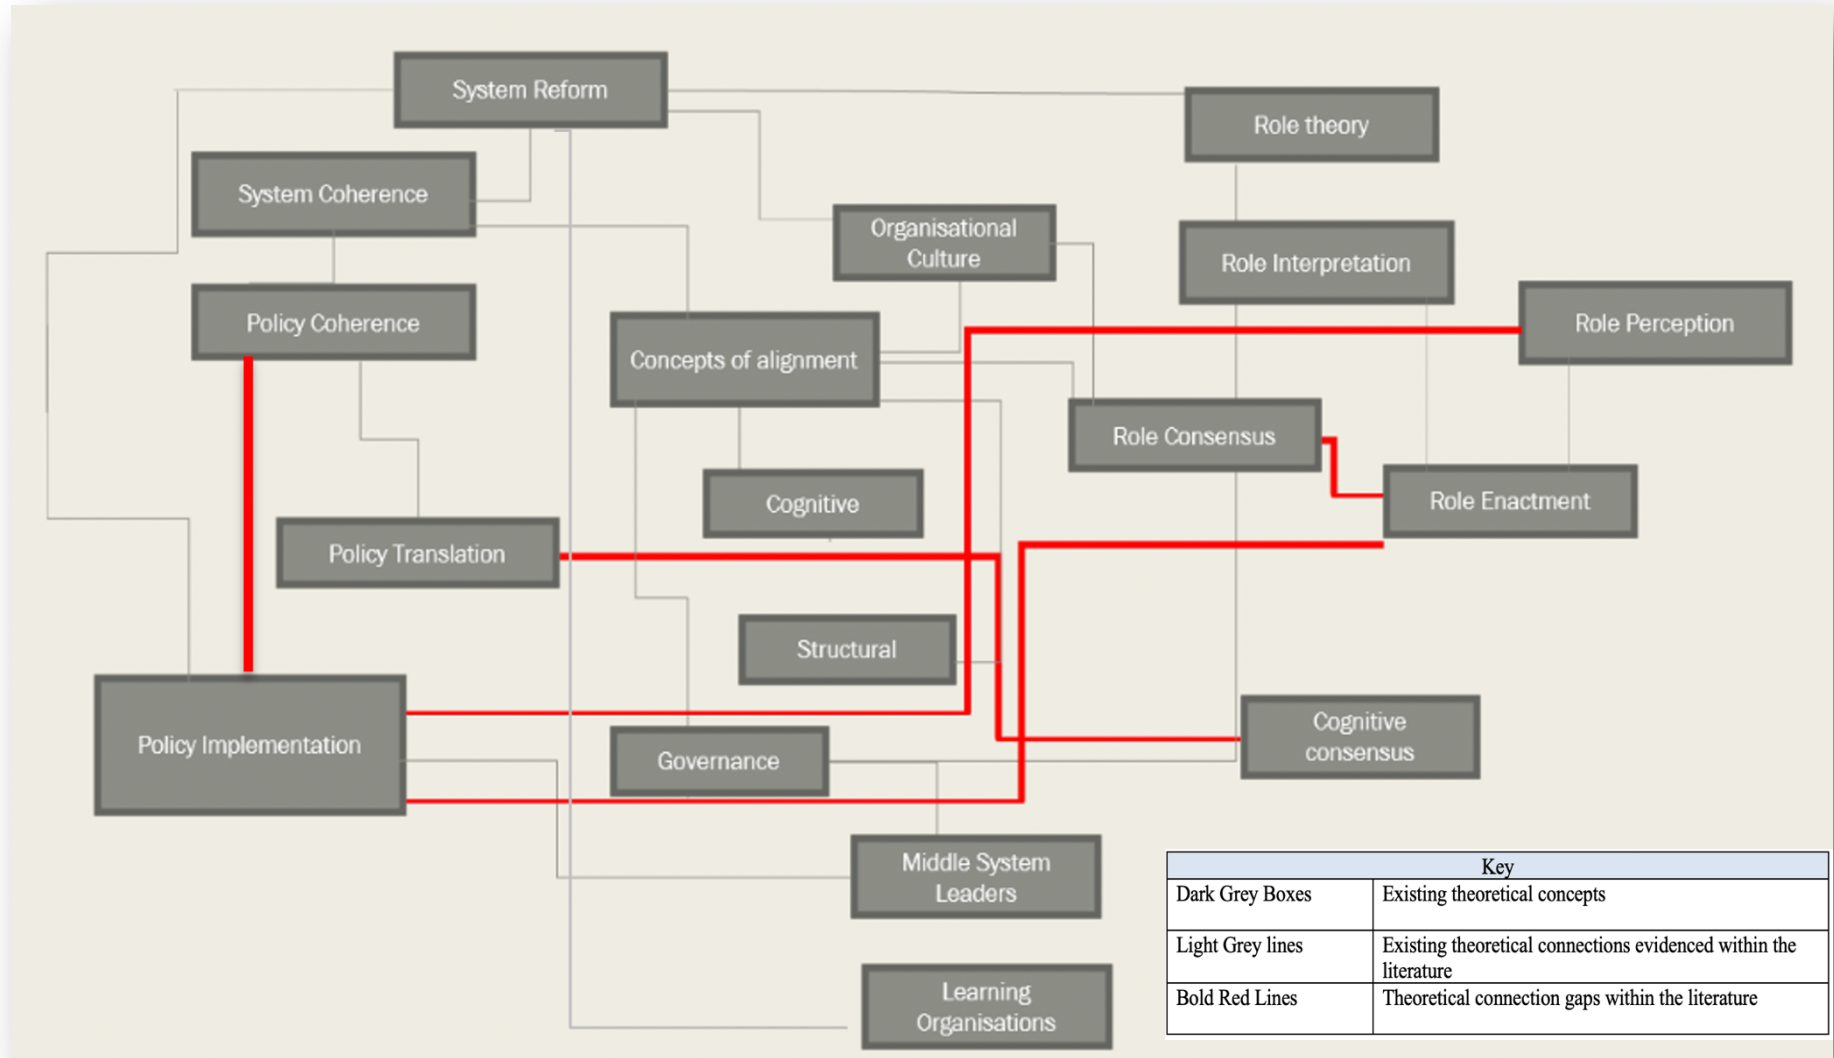 System Reform
Role theory
System Coherence
Organisational
Culture
Role Interpretation
Policy Coherence
Role Perception
Concepts of alignment
Role Consensus
Cognitive
Role Enactment
Policy Translation
Structural
Cognitive
consensus
Policy Implementation
Governance
Middle System
Leaders
Learning
Organisations
Key
Dark Grey Boxes
Existing theoretical concepts
Light Grey lines
Existing theoretical connections evidenced within the
literature
Bold Red Lines
Theoretical connection gaps within the literature